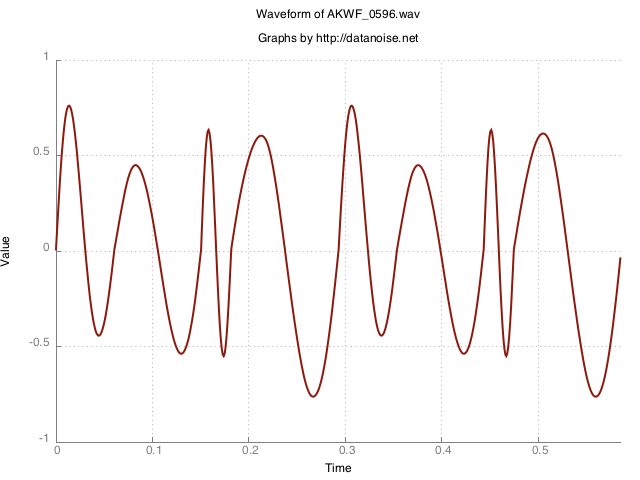 Waveform of AKWF_0596.wav
Graphs by http://datanoise.net
1
0.5
0
-0.5
-1
Value
0 0.1 0.2 0.3 0.4 0.5
Time